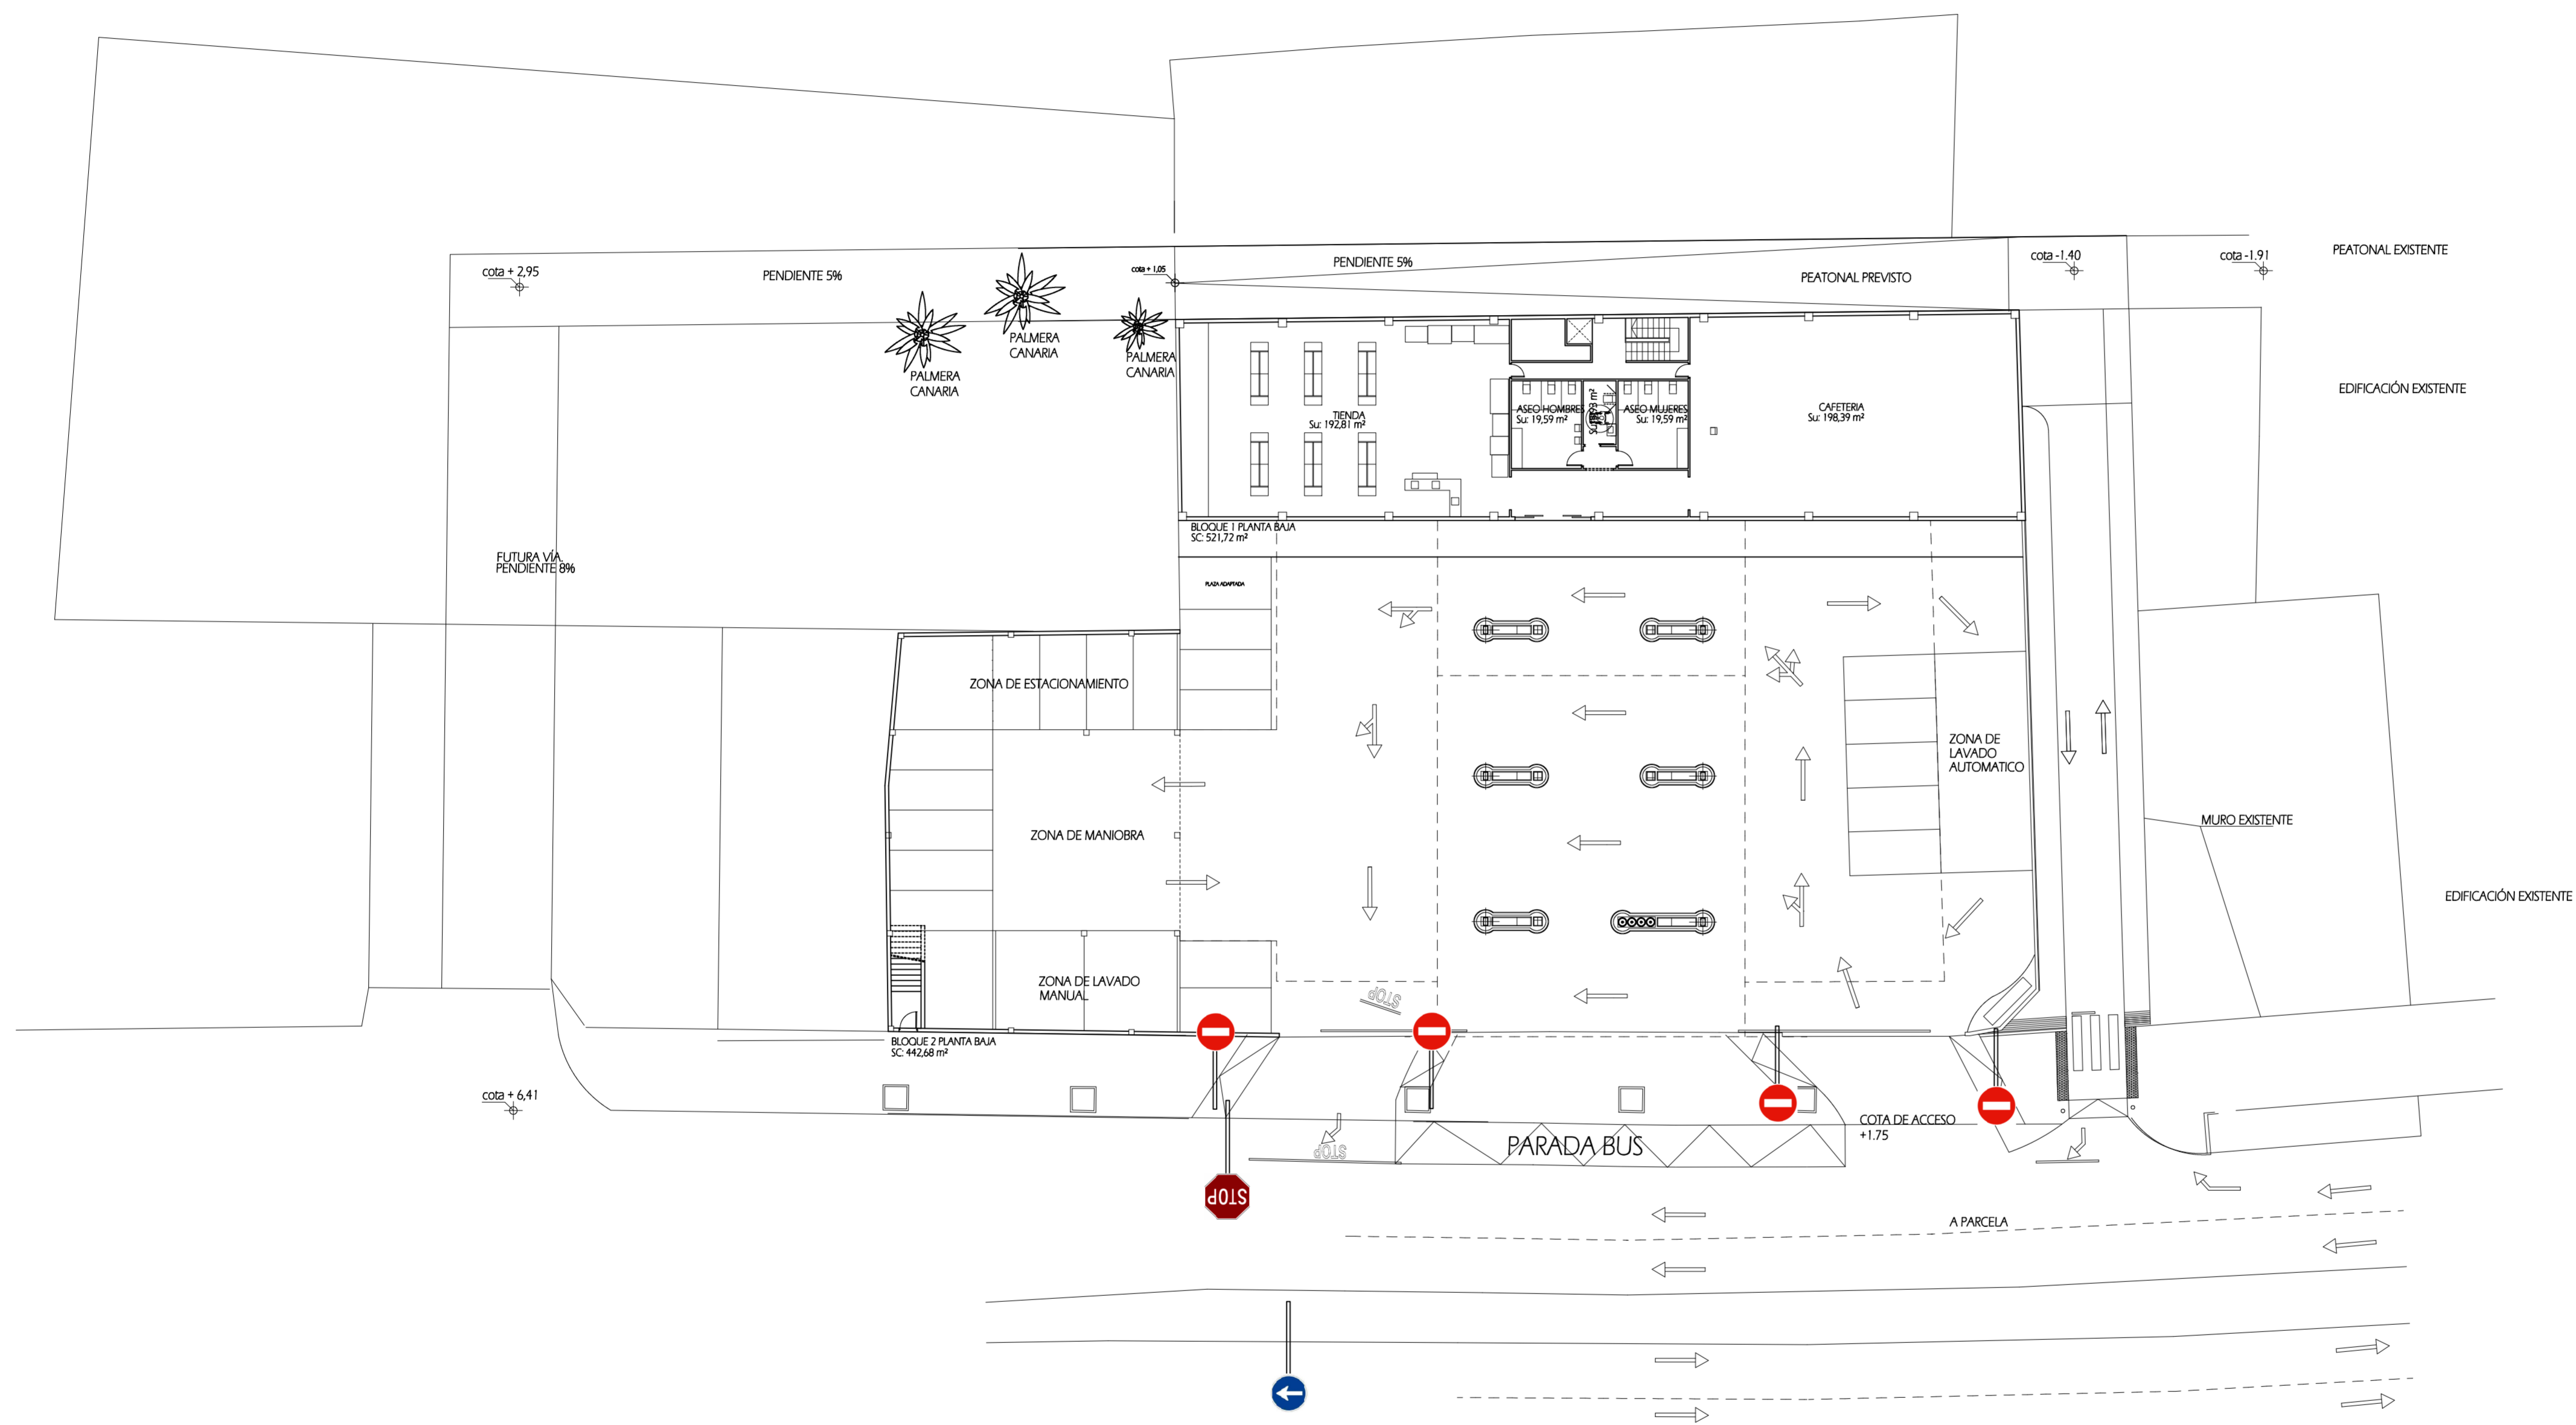 PEATONAL EXISTENTE
cota -1.40
cota -1.91
PENDIENTE 5%
cota + 1,05
cota + 2,95
PENDIENTE 5%
PEATONAL PREVISTO
PALMERA
CANARIA
PALMERA
CANARIA
PALMERA
CANARIA
EDIFICACIÓN EXISTENTE
TIENDA
Su: 192,81 m²
ASEO HOMBRES
Su: 19,59 m²
ASEO MUJERES
Su: 19,59 m²
CAFETERIA
Su: 198,39 m²
BLOQUE 1 PLANTA BAJA
SC: 521,72 m²
FUTURA VÍA.
PENDIENTE 8%
PLAZA ADAPTADA
ZONA DE ESTACIONAMIENTO
ZONA DE
LAVADO
AUTOMATICO
ZONA DE MANIOBRA
MURO EXISTENTE
EDIFICACIÓN EXISTENTE
ZONA DE LAVADO
MANUAL
STOP
BLOQUE 2 PLANTA BAJA
SC: 442,68 m²
cota + 6,41
COTA DE ACCESO
+1.75
PARADA BUS
STOP
STOP
A PARCELA